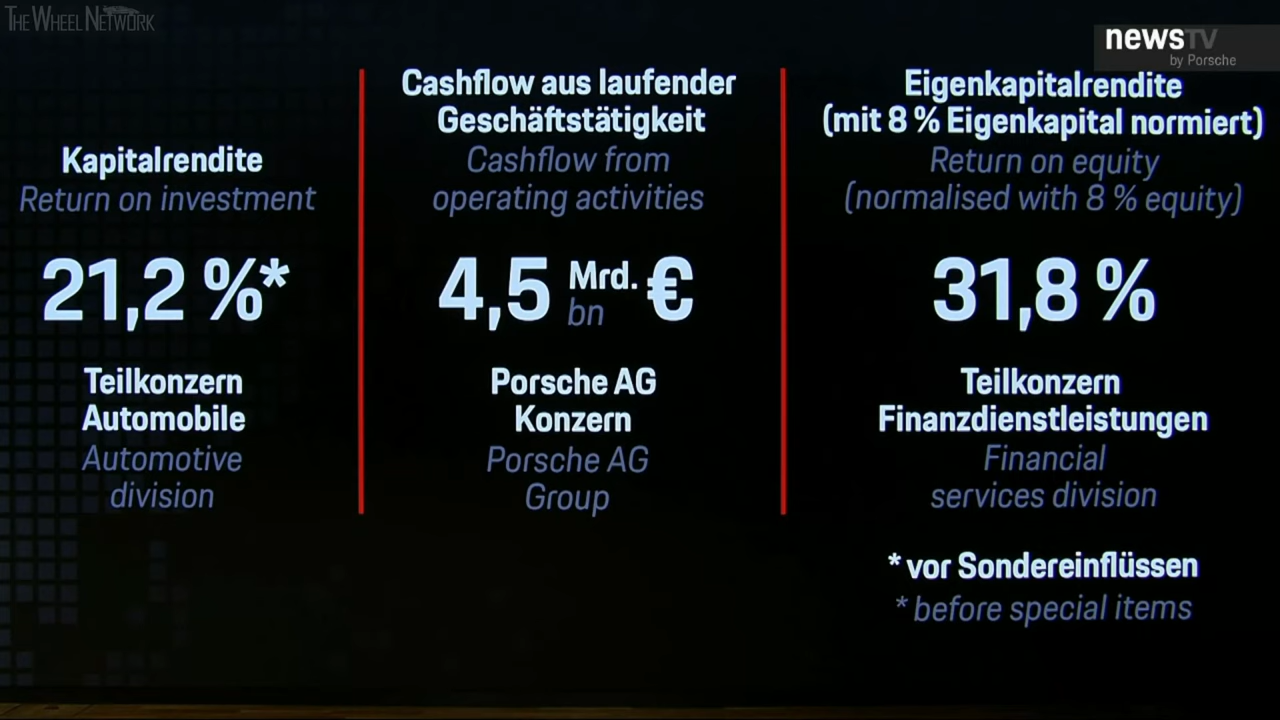 THE WHEEL NETWORK
newsTV
by Porsche
Kapitalrendite
Return on investment
21,2 %*
Teilkonzern
Automobile
Automotive
division
Cashflow aus laufender
Geschäftstätigkeit
Cashflow from
operating activities
4,5 Mrd. €
bn
Porsche AG
Konzern
Porsche AG
Group
Eigenkapitalrendite
(mit 8 % Eigenkapital normiert)
Return on equity
(normalised with 8 % equity)
31,8 %
Teilkonzern
Finanzdienstleistungen
Financial
services division
* vor Sondereinflüssen
* before special items